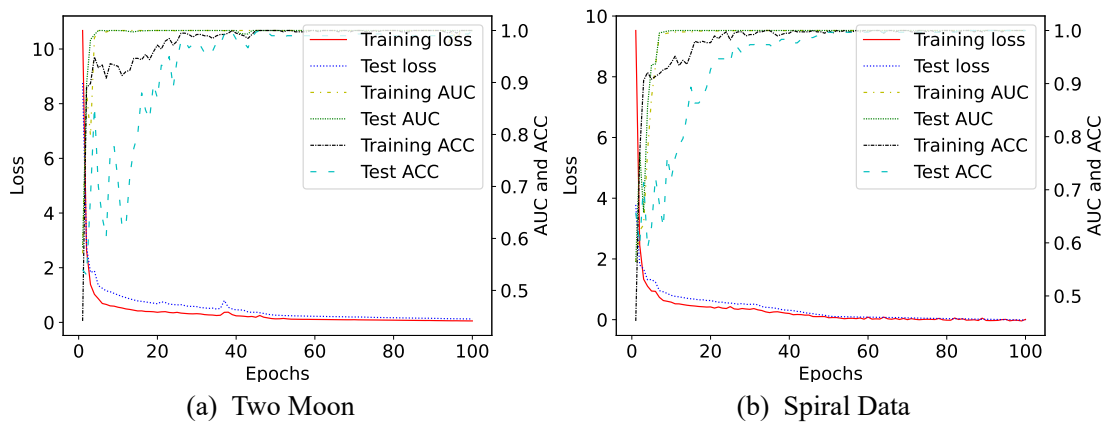 10
8
6
4
2
0
Loss
1.0
0.9
0.8
0.7
0.6
0.5
AUC and ACC
Training loss
Test loss
Training AUC
Test AUC
Training ACC
Test ACC
0 20 40 60 80 100
Epochs
(a) Two Moon
10
8
6
4
2
0
Loss
1.0
0.9
0.8
0.7
0.6
0.5
AUC and ACC
Training loss
Test loss
Training AUC
Test AUC
Training ACC
Test ACC
0 20 40 60 80 100
Epochs
(b) Spiral Data